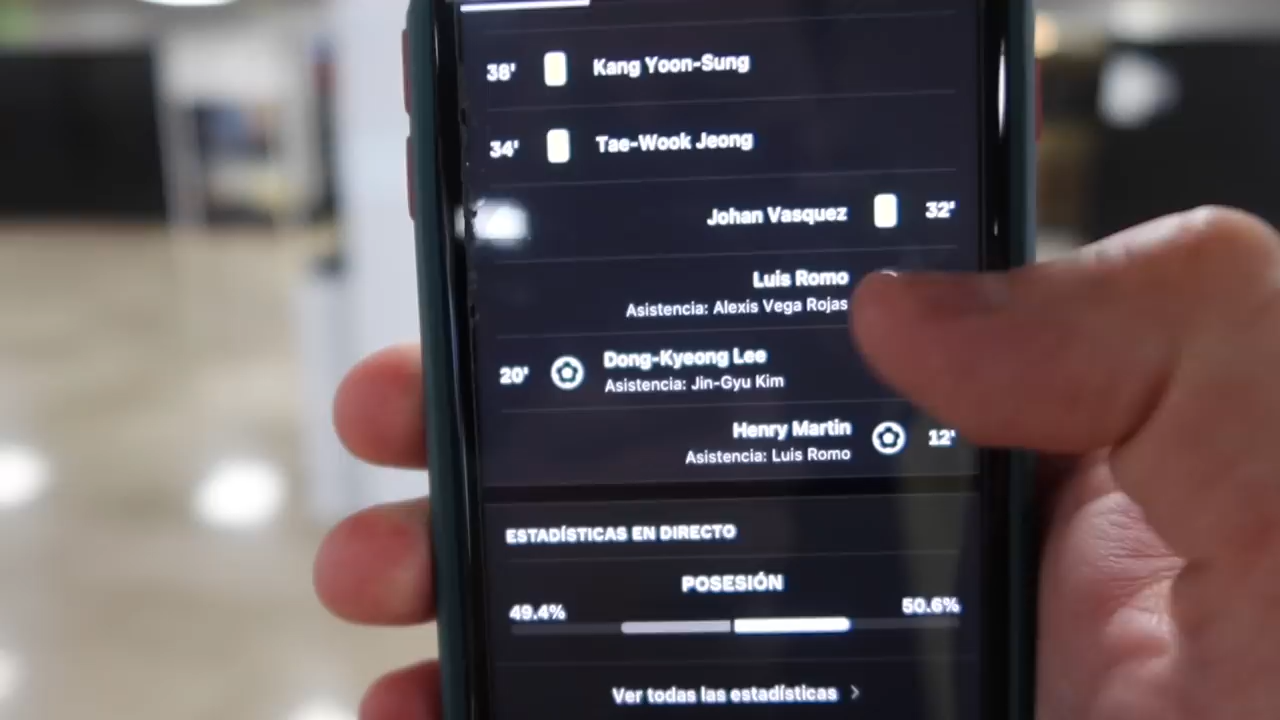 38' Kang Yoon-Sung
34' Tae-Wook Jeong
Johan Vasquez 32'
Luis Romo
Asistencia: Alexis Vega Rojas
20' Dong-Kyeong Lee
Asistencia: Jin-Gyu Kim
Henry Martin 12'
Asistencia: Luis Romo
ESTADÍSTICAS EN DIRECTO
POSESIÓN
49.4% 50.6%
Ver todas las estadísticas